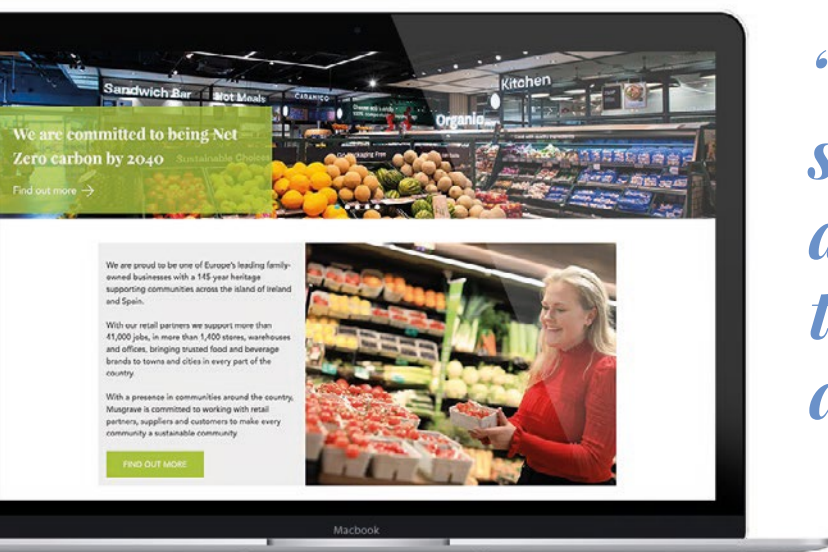 Sandwich Bar
Hot Meals
CARAMICO
Kitchen
Organic
We are committed to being Net
Zero carbon by 2040
Sustainable Choices
Find out more →
We are proud to be one of Europe's leading family-
owned businesses with a 145-year heritage
supporting communities across the island of Ireland
and Spain.
With our retail partners we support more than
41,000 jobs, in more than 1,400 stores, warehouses
and offices, bringing trusted food and beverage
brands to towns and cities in every part of the
country.
With a presence in communities around the country,
Musgrave is committed to working with retail
partners, suppliers and customers to make every
community a sustainable community
FIND OUT MORE
Macbook